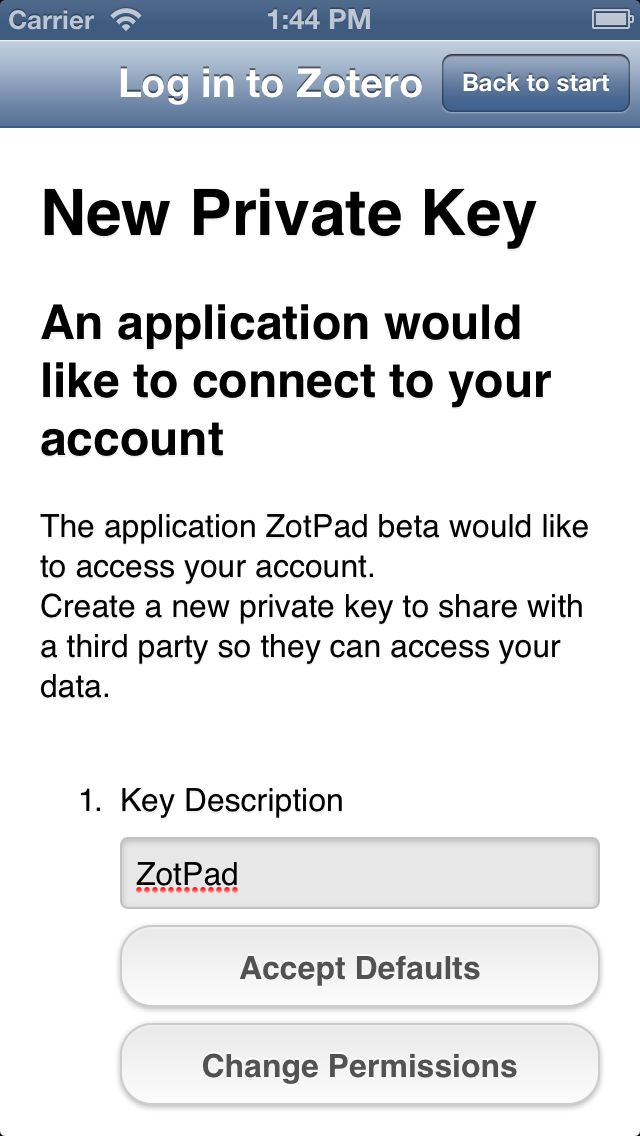 Carrier 1:44 PM
Log in to Zotero Back to start
New Private Key
An application would
like to connect to your
account
The application ZotPad beta would like
to access your account.
Create a new private key to share with
a third party so they can access your
data.
1. Key Description
ZotPad
Accept Defaults
Change Permissions